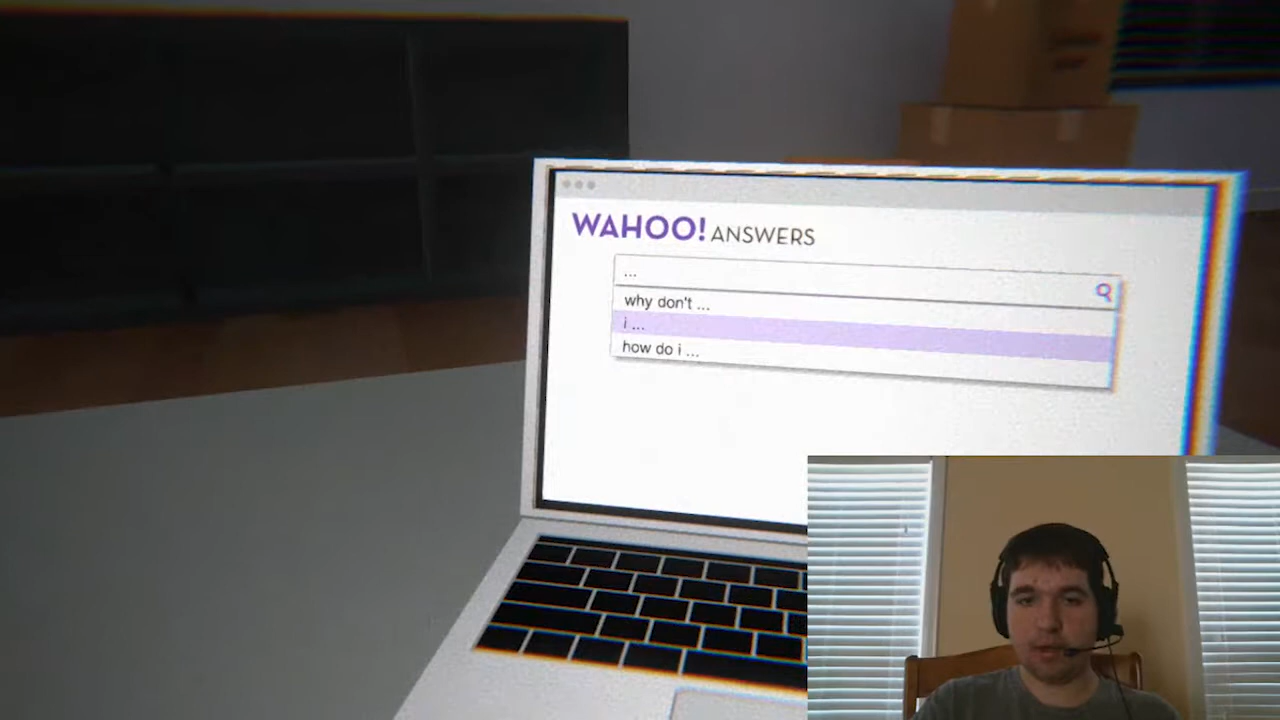 WAHOO! ANSWERS
...
why don't ...
i ...
how do i ...